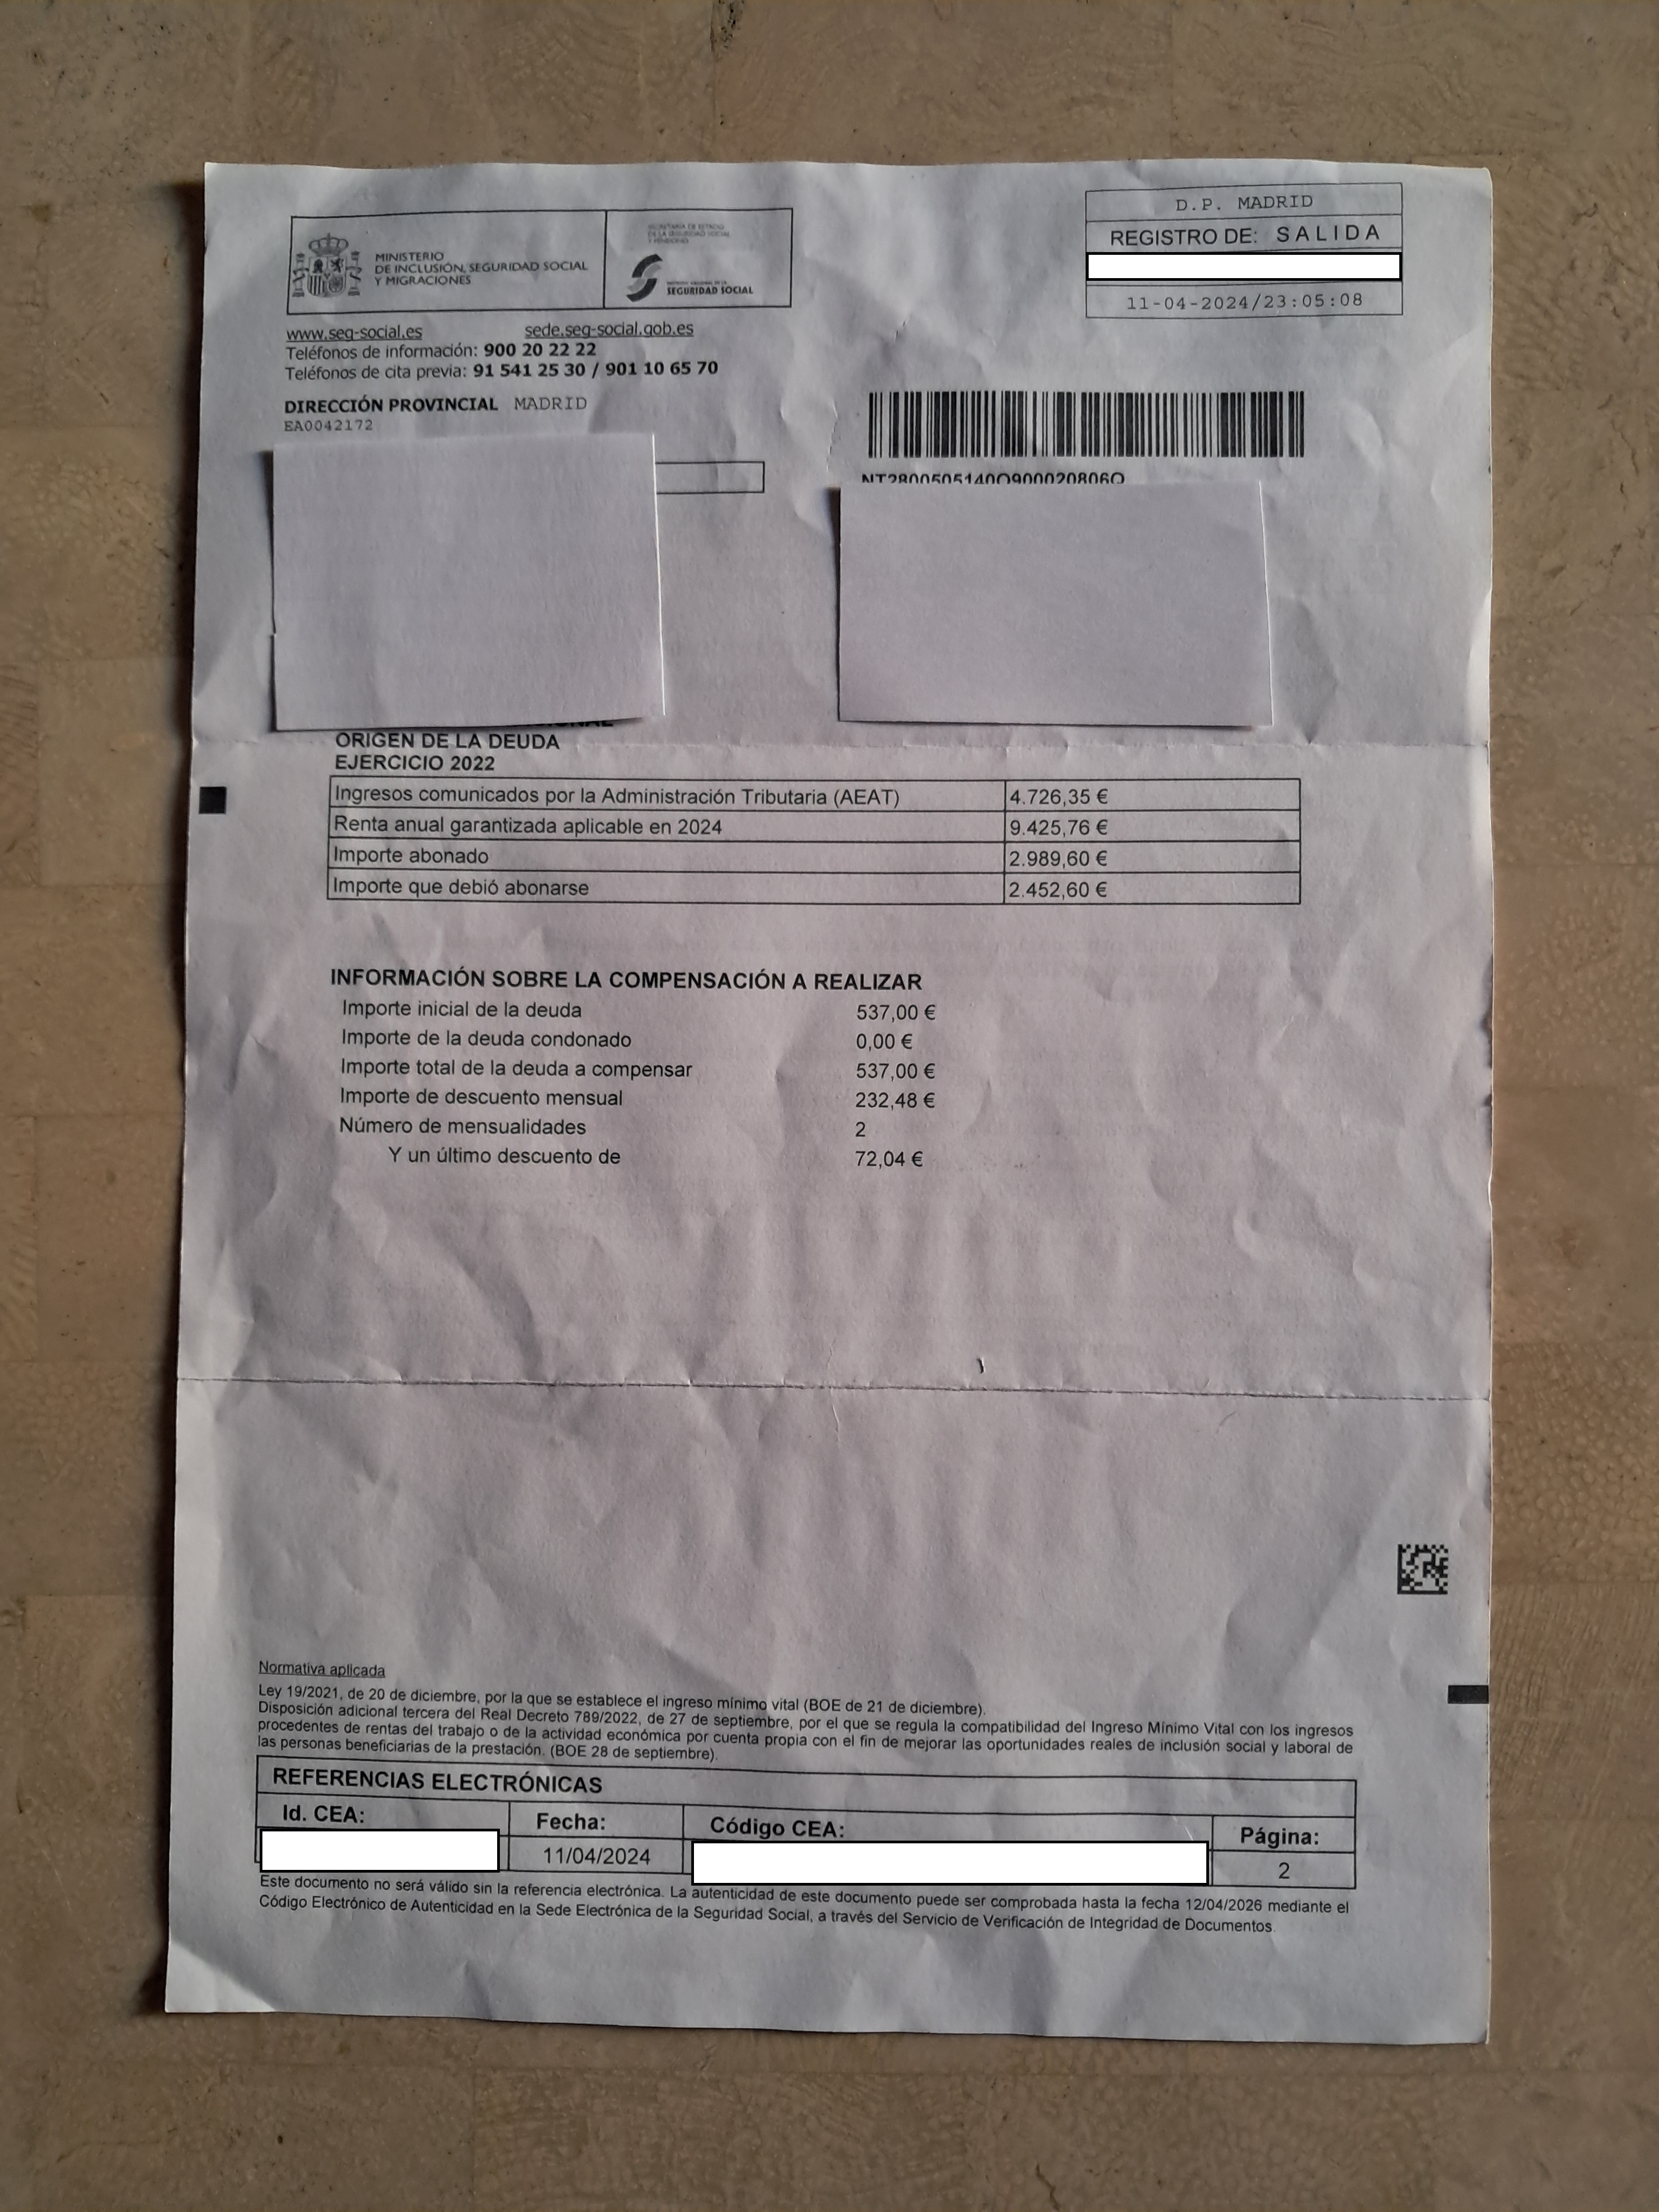 D.P. MADRID
REGISTRO DE: SALIDA
11-04-2024/23:05:08
MINISTERIO
DE INCLUSIÓN, SEGURIDAD SOCIAL
Y MIGRACIONES
SECRETARÍA DE ESTADO
DE LA SEGURIDAD SOCIAL
Y PENSIONES
SEGURIDAD SOCIAL
www.seg-social.es sede.seg-social.gob.es
Teléfonos de información: 900 20 22 22
Teléfonos de cita previa: 91 541 25 30 / 901 10 65 70
DIRECCIÓN PROVINCIAL MADRID
EA0042172
ORIGEN DE LA DEUDA
EJERCICIO 2022
Ingresos comunicados por la Administración Tributaria (AEAT) 4.726,35 €
Renta anual garantizada aplicable en 2024 9.425,76 €
Importe abonado 2.989,60 €
Importe que debió abonarse 2.452,60 €
INFORMACIÓN SOBRE LA COMPENSACIÓN A REALIZAR
Importe inicial de la deuda 537,00 €
Importe de la deuda condonado 0,00 €
Importe total de la deuda a compensar 537,00 €
Importe de descuento mensual 232,48 €
Número de mensualidades 2
Y un último descuento de 72,04 €
Normativa aplicada
Ley 19/2021, de 20 de diciembre, por la que se establece el ingreso mínimo vital (BOE de 21 de diciembre).
Disposición adicional tercera del Real Decreto 789/2022, de 27 de septiembre, por el que se regula la compatibilidad del Ingreso Mínimo Vital con los ingresos
procedentes de rentas del trabajo o de la actividad económica por cuenta propia con el fin de mejorar las oportunidades reales de inclusión social y laboral de
las personas beneficiarias de la prestación. (BOE 28 de septiembre).
REFERENCIAS ELECTRÓNICAS
Id. CEA: Fecha: Código CEA: Página:
11/04/2024 2
Este documento no será válido sin la referencia electrónica. La autenticidad de este documento puede ser comprobada hasta la fecha 12/04/2026 mediante el
Código Electrónico de Autenticidad en la Sede Electrónica de la Seguridad Social, a través del Servicio de Verificación de Integridad de Documentos.